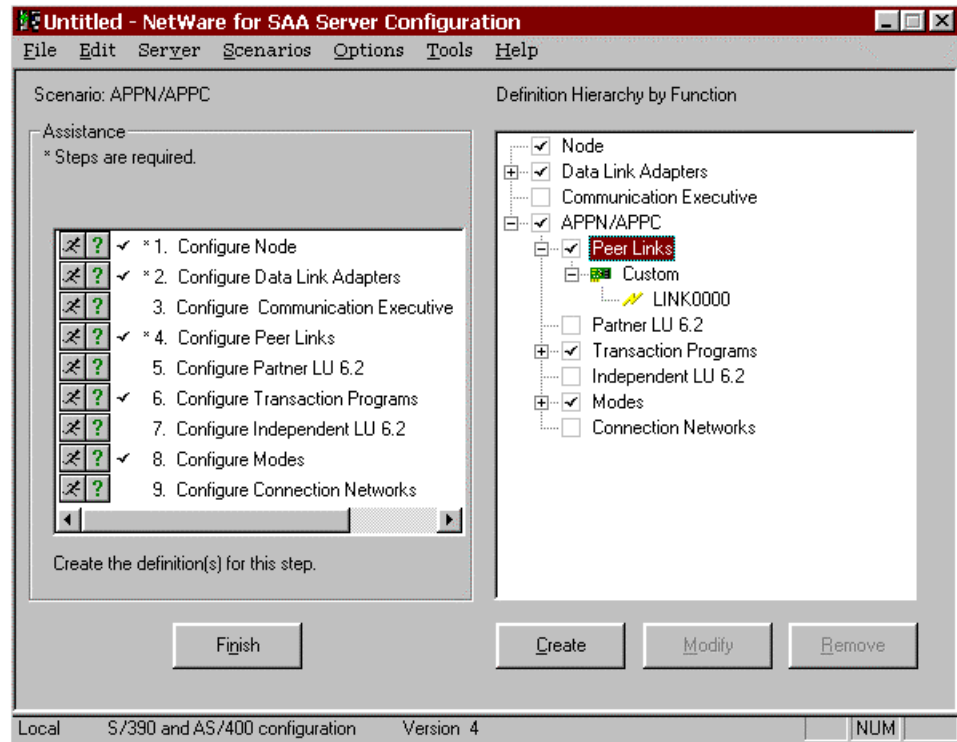 Untitled - NetWare for SAA Server Configuration
File Edit Server Scenarios Options Tools Help
Scenario: APPN/APPC
Assistance
* Steps are required.
? ✓ * 1. Configure Node
? ✓ * 2. Configure Data Link Adapters
? 3. Configure Communication Executive
? ✓ * 4. Configure Peer Links
? 5. Configure Partner LU 6.2
? ✓ 6. Configure Transaction Programs
? 7. Configure Independent LU 6.2
? ✓ 8. Configure Modes
? 9. Configure Connection Networks
Create the definition(s) for this step.
Finish
Definition Hierarchy by Function
Node
Data Link Adapters
Communication Executive
APPN/APPC
Peer Links
Custom
LINK0000
Partner LU 6.2
Transaction Programs
Independent LU 6.2
Modes
Connection Networks
Create Modify Remove
Local S/390 and AS/400 configuration Version 4 NUM